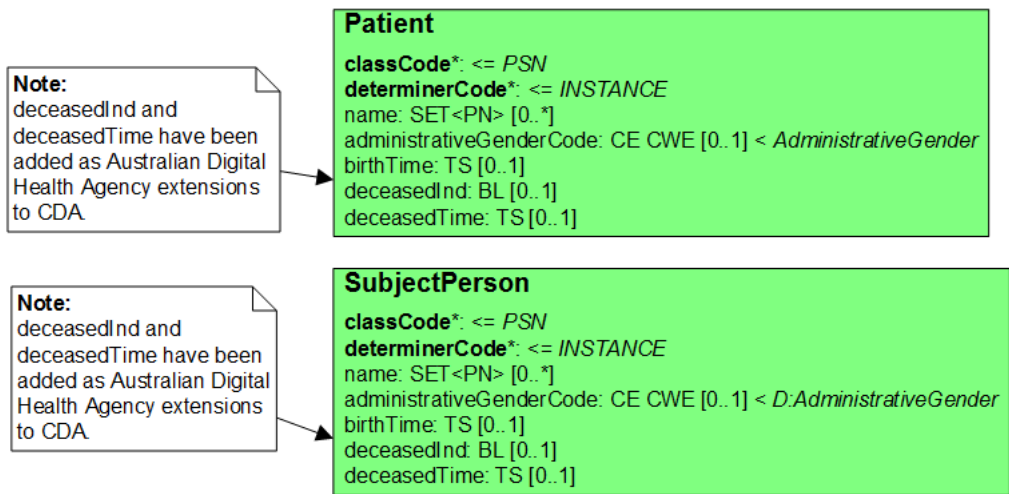 Patient
classCode*: <= PSN
determinerCode*: <= INSTANCE
name: SET<PN> [0..*]
administrativeGenderCode: CE CWE [0..1] < AdministrativeGender
birthTime: TS [0..1]
deceasedInd: BL [0..1]
deceasedTime: TS [0..1]
Note:
deceasedInd and
deceasedTime have been
added as Australian Digital
Health Agency extensions
to CDA.
SubjectPerson
classCode*: <= PSN
determinerCode*: <= INSTANCE
name: SET<PN> [0..*]
administrativeGenderCode: CE CWE [0..1] < D:AdministrativeGender
birthTime: TS [0..1]
deceasedInd: BL [0..1]
deceasedTime: TS [0..1]
Note:
deceasedInd and
deceasedTime have been
added as Australian Digital
Health Agency extensions
to CDA.